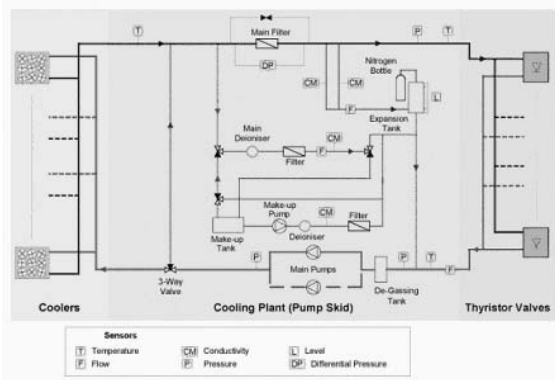 T
Main Filter
P
T
DP
Nitrogen
Bottle
CM
CM
L
F
Expansion
Tank
Main
Deioniser
CM
F
Filter
Make-up
Pump
CM
Filter
Make-up
Tank
Deioniser
P
Main Pumps
P
T
F
3-Way
Valve
De-Gassing
Tank
Coolers
Cooling Plant (Pump Skid)
Thyristor Valves
Sensors
T Temperature
CM Conductivity
L Level
F Flow
P Pressure
DP Differential Pressure